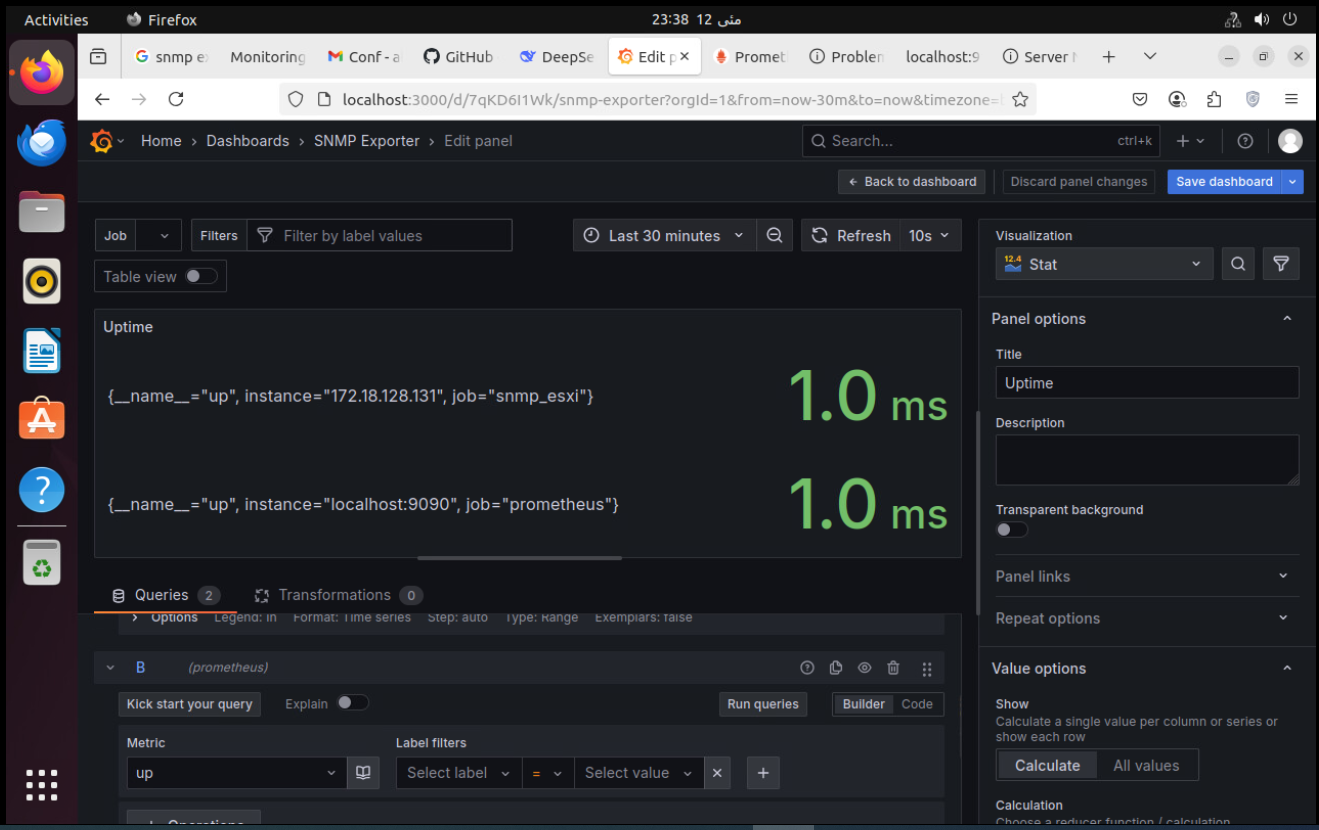 Activities
Firefox
23:38 12 مئی
snmp ex
Monitoring
Conf - a
GitHub
DeepSe
Edit p
Promet
Problen
localhost:9
Server
localhost:3000/d/7qKD6I1Wk/snmp-exporter?orgId=1&from=now-30m&to=now&timezone=
Home › Dashboards › SNMP Exporter › Edit panel
Search...
ctrl+k
Back to dashboard
Discard panel changes
Save dashboard
Job
Filters
Filter by label values
Last 30 minutes
Refresh
10s
Table view
Visualization
12.4
Stat
Uptime
{__name__="up", instance="172.18.128.131", job="snmp_esxi"}
1.0 ms
{__name__="up", instance="localhost:9090", job="prometheus"}
1.0 ms
Panel options
Title
Uptime
Description
Transparent background
Panel links
Repeat options
Queries 2
Transformations 0
Options Legend: in Format: Time series Step: auto Type: Range Exemplars: false
B (prometheus)
Kick start your query
Explain
Run queries
Builder
Code
Metric
Label filters
up
Select label
=
Select value
Operations
Value options
Show
Calculate a single value per column or series or
show each row
Calculate
All values
Calculation
Choose a reducer function / calculation